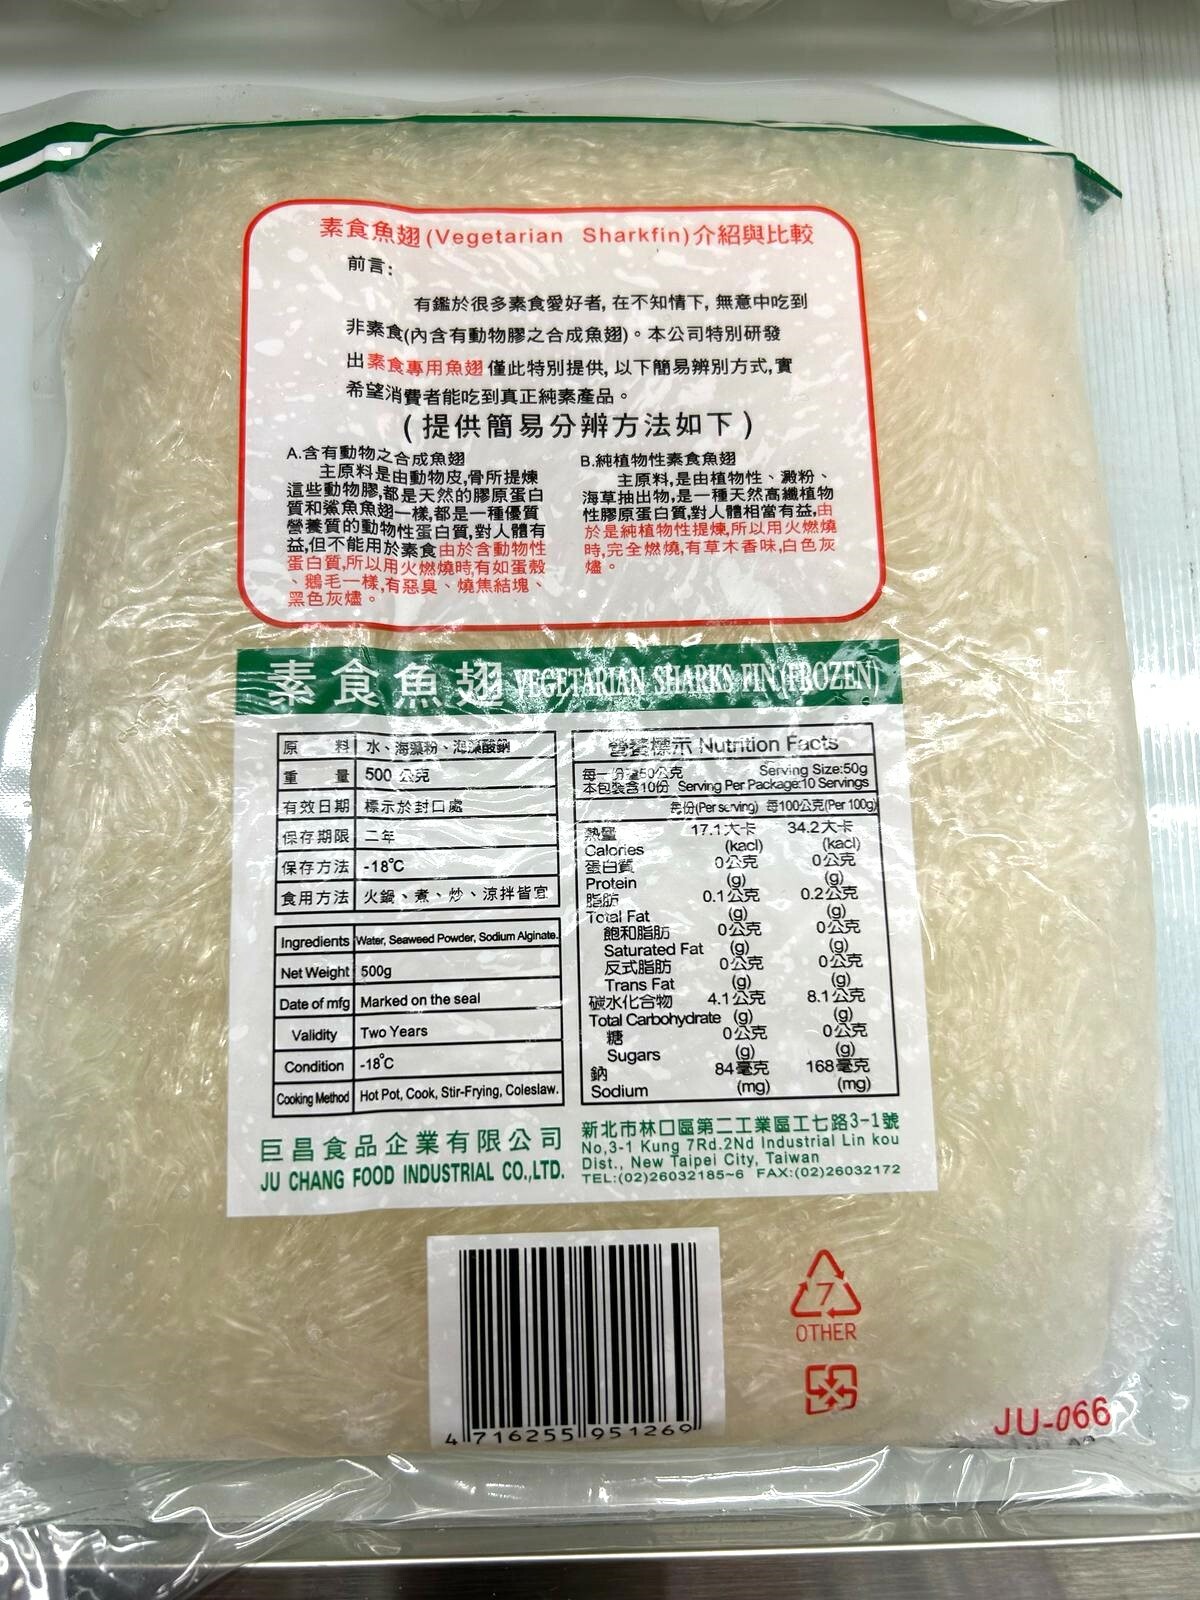 素食魚翅(Vegetarian Sharkfin)介紹與比較
前言:
有鑑於很多素食愛好者, 在不知情下, 無意中吃到
非素食(內含有動物膠之合成魚翅)。本公司特別研發
出素食專用魚翅 僅此特別提供, 以下簡易辨別方式,實
希望消費者能吃到真正純素產品。
(提供簡易分辨方法如下)
A.含有動物之合成魚翅
主原料是由動物皮,骨所提煉
這些動物膠,都是天然的膠原蛋白
質和鯊魚魚翅一樣,都是一種優質
營養質的動物性蛋白質,對人體有
益,但不能用於素食由於含動物性
蛋白質,所以用火燃燒時有如蛋殼
、鵝毛一樣,有惡臭、燒焦結塊、
黑色灰燼。
B.純植物性素食魚翅
主原料,是由植物性、澱粉、
海草抽出物,是一種天然高纖植物
性膠原蛋白質,對人體相當有益,由
於是純植物性提煉,所以用火燃燒
時,完全燃燒,有草木香味,白色灰
燼。
素食魚翅 VEGETARIAN SHARKS FIN (FROZEN)
原料 水、海藻粉、海藻酸鈉
重量 500 公克
有效日期 標示於封口處
保存期限 二年
保存方法 -18℃
食用方法 火鍋、煮、炒、涼拌皆宜
Ingredients Water, Seaweed Powder, Sodium Alginate.
Net Weight 500g
Date of mfg Marked on the seal
Validity Two Years
Condition -18℃
Cooking Method Hot Pot, Cook, Stir-Frying, Coleslaw.
營養標示 Nutrition Facts
每一份量50公克 Serving Size:50g
本包裝含10份 Serving Per Package:10 Servings
每份(Per serving) 每100公克(Per 100g)
熱量 17.1大卡 34.2大卡
Calories (kacl) (kacl)
蛋白質 0公克 0公克
Protein (g) (g)
脂肪 0.1公克 0.2公克
Total Fat (g) (g)
飽和脂肪 0公克 0公克
Saturated Fat (g) (g)
反式脂肪 0公克 0公克
Trans Fat (g) (g)
碳水化合物 4.1公克 8.1公克
Total Carbohydrate (g) (g)
糖 0公克 0公克
Sugars (g) (g)
鈉 84毫克 168毫克
Sodium (mg) (mg)
巨昌食品企業有限公司
JU CHANG FOOD INDUSTRIAL CO.,LTD.
新北市林口區第二工業區工七路3-1號
No,3-1 Kung 7Rd.2Nd Industrial Lin kou
Dist., New Taipei City, Taiwan
TEL:(02)26032185~6 FAX:(02)26032172
4 716255 951269
7
OTHER
JU-066